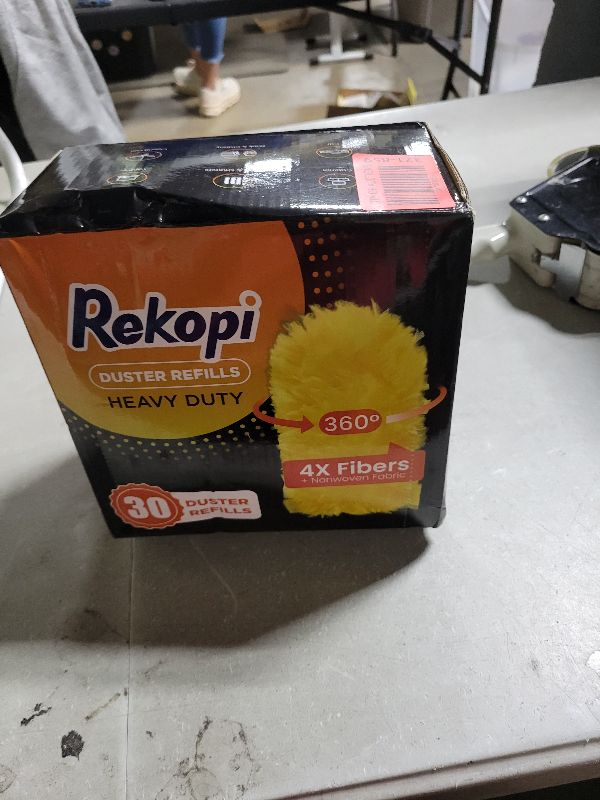 Rekopi
DUSTER REFILLS
HEAVY DUTY
360°
4X Fibers
+ Nonwoven Fabric
30
DUSTER
REFILLS